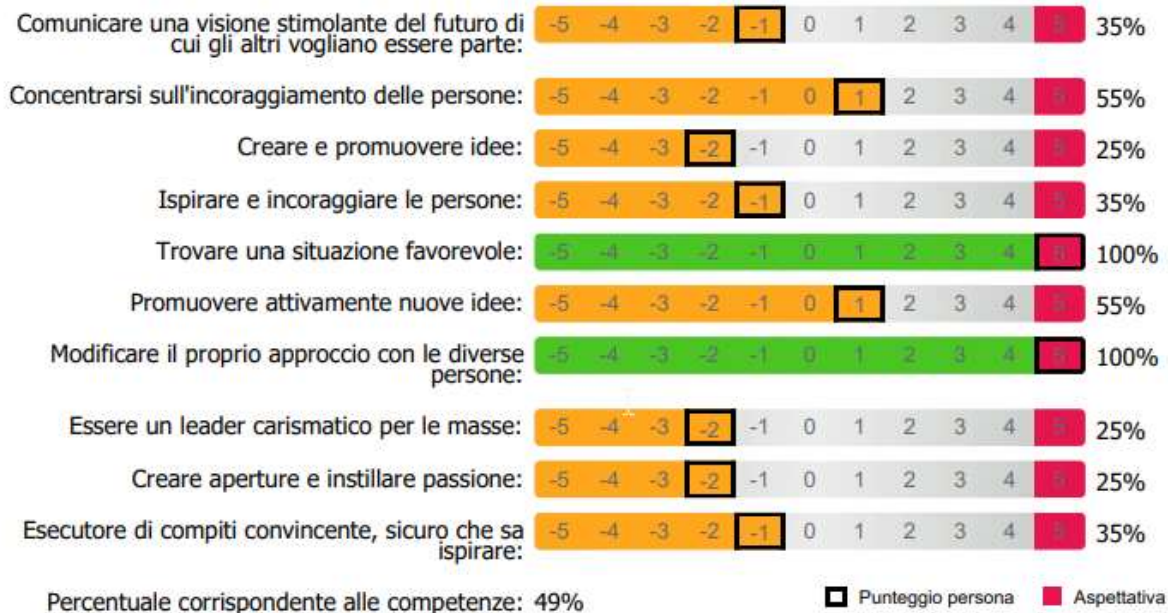 Comunicare una visione stimolante del futuro di
cui gli altri vogliano essere parte:
-5 -4 -3 -2 -1 0 1 2 3 4 5 35%
Concentrarsi sull'incoraggiamento delle persone: -5 -4 -3 -2 -1 0 1 2 3 4 5 55%
Creare e promuovere idee: -5 -4 -3 -2 -1 0 1 2 3 4 5 25%
Ispirare e incoraggiare le persone: -5 -4 -3 -2 -1 0 1 2 3 4 5 35%
Trovare una situazione favorevole: -5 -4 -3 -2 -1 0 1 2 3 4 5 100%
Promuovere attivamente nuove idee: -5 -4 -3 -2 -1 0 1 2 3 4 5 55%
Modificare il proprio approccio con le diverse
persone:
-5 -4 -3 -2 -1 0 1 2 3 4 5 100%
Essere un leader carismatico per le masse: -5 -4 -3 -2 -1 0 1 2 3 4 5 25%
Creare aperture e instillare passione: -5 -4 -3 -2 -1 0 1 2 3 4 5 25%
Esecutore di compiti convincente, sicuro che sa
ispirare:
-5 -4 -3 -2 -1 0 1 2 3 4 5 35%
Percentuale corrispondente alle competenze: 49% Punteggio persona Aspettativa